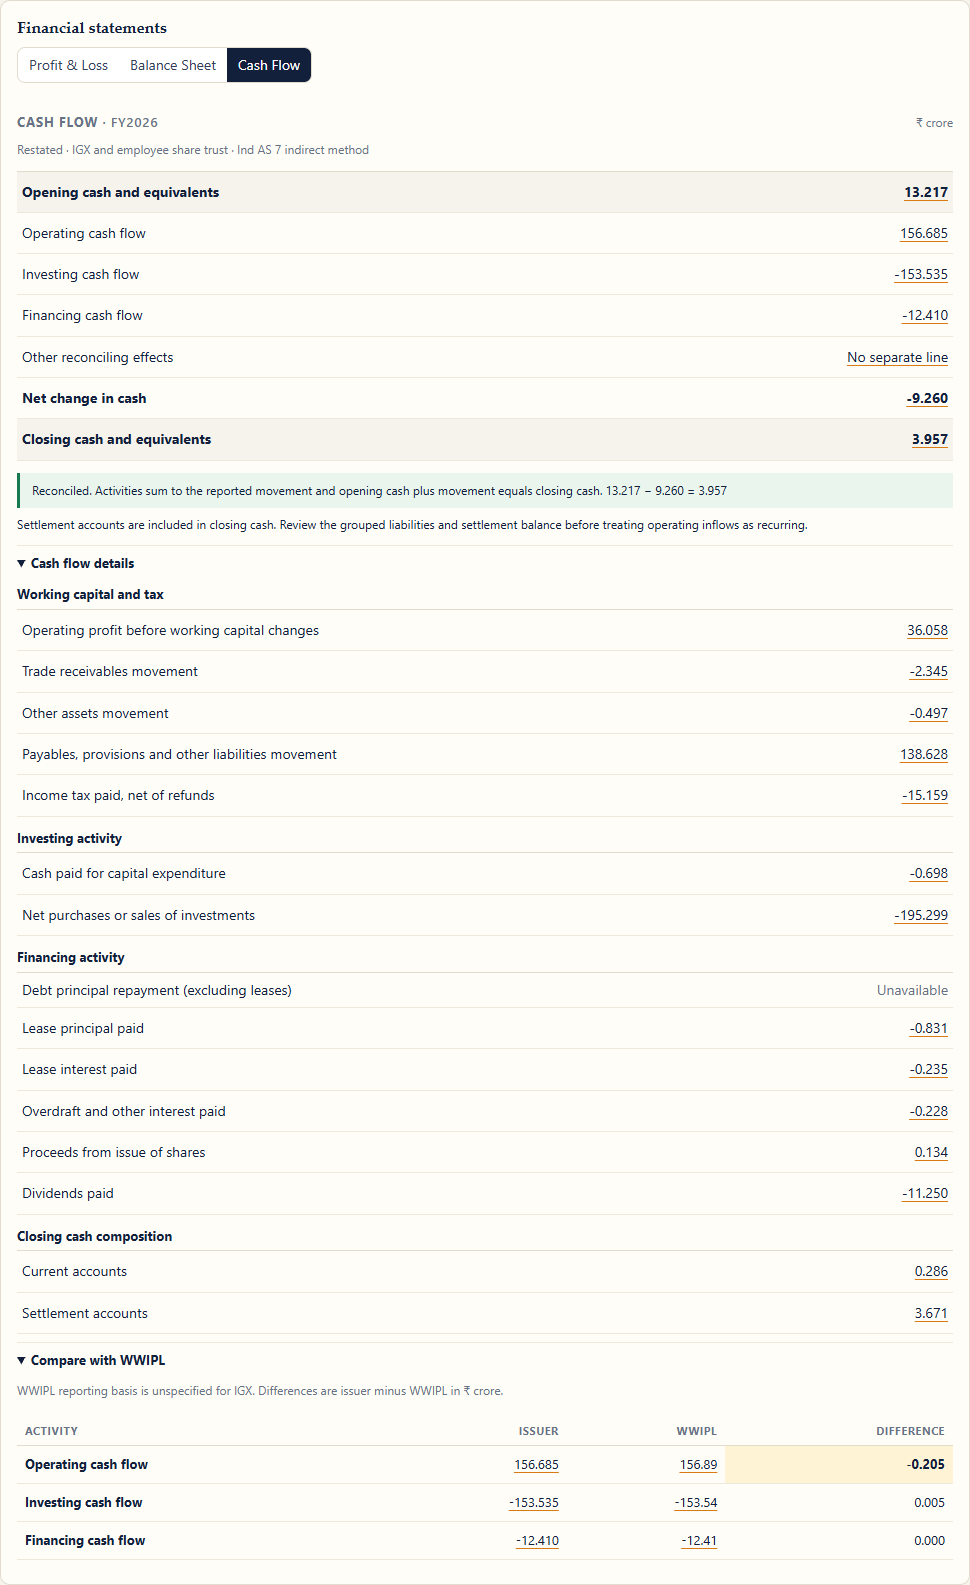 Financial statements
Profit & Loss Balance Sheet Cash Flow
CASH FLOW · FY2026 ₹ crore
Restated · IGX and employee share trust · Ind AS 7 indirect method
Opening cash and equivalents 13.217
Operating cash flow 156.685
Investing cash flow -153.535
Financing cash flow -12.410
Other reconciling effects No separate line
Net change in cash -9.260
Closing cash and equivalents 3.957
Reconciled. Activities sum to the reported movement and opening cash plus movement equals closing cash. 13.217 − 9.260 = 3.957
Settlement accounts are included in closing cash. Review the grouped liabilities and settlement balance before treating operating inflows as recurring.
▼ Cash flow details
Working capital and tax
Operating profit before working capital changes 36.058
Trade receivables movement -2.345
Other assets movement -0.497
Payables, provisions and other liabilities movement 138.628
Income tax paid, net of refunds -15.159
Investing activity
Cash paid for capital expenditure -0.698
Net purchases or sales of investments -195.299
Financing activity
Debt principal repayment (excluding leases) Unavailable
Lease principal paid -0.831
Lease interest paid -0.235
Overdraft and other interest paid -0.228
Proceeds from issue of shares 0.134
Dividends paid -11.250
Closing cash composition
Current accounts 0.286
Settlement accounts 3.671
▼ Compare with WWIPL
WWIPL reporting basis is unspecified for IGX. Differences are issuer minus WWIPL in ₹ crore.
ACTIVITY ISSUER WWIPL DIFFERENCE
Operating cash flow 156.685 156.89 -0.205
Investing cash flow -153.535 -153.54 0.005
Financing cash flow -12.410 -12.41 0.000